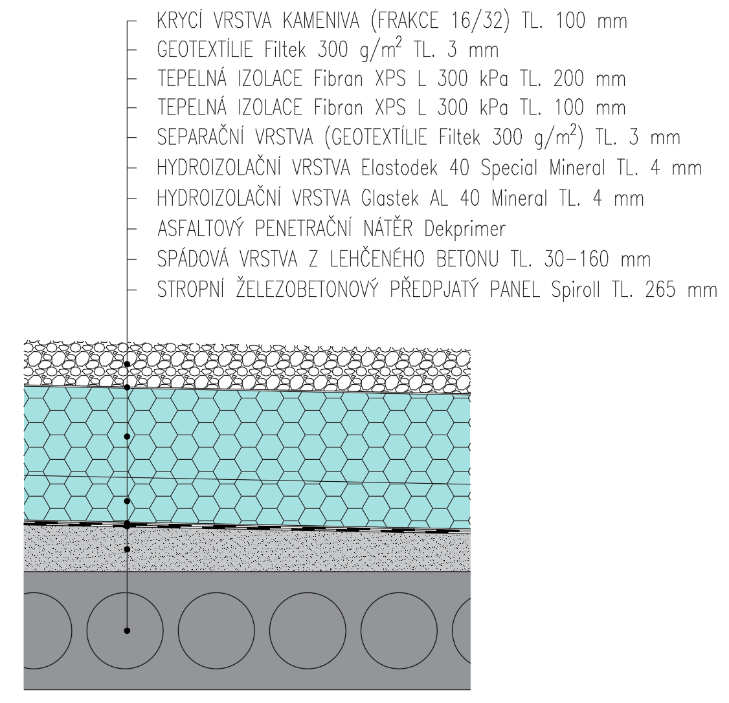 KRYCÍ VRSTVA KAMENIVA (FRAKCE 16/32) TL. 100 mm
GEOTEXTÍLIE Filtek 300 g/m² TL. 3 mm
TEPELNÁ IZOLACE Fibran XPS L 300 kPa TL. 200 mm
TEPELNÁ IZOLACE Fibran XPS L 300 kPa TL. 100 mm
SEPARAČNÍ VRSTVA (GEOTEXTÍLIE Filtek 300 g/m²) TL. 3 mm
HYDROIZOLAČNÍ VRSTVA Elastodek 40 Special Mineral TL. 4 mm
HYDROIZOLAČNÍ VRSTVA Glastek AL 40 Mineral TL. 4 mm
ASFALTOVÝ PENETRAČNÍ NÁTĚR Dekprimer
SPÁDOVÁ VRSTVA Z LEHČENÉHO BETONU TL. 30-160 mm
STROPNÍ ŽELEZOBETONOVÝ PŘEDPJATÝ PANEL Spiroll TL. 265 mm